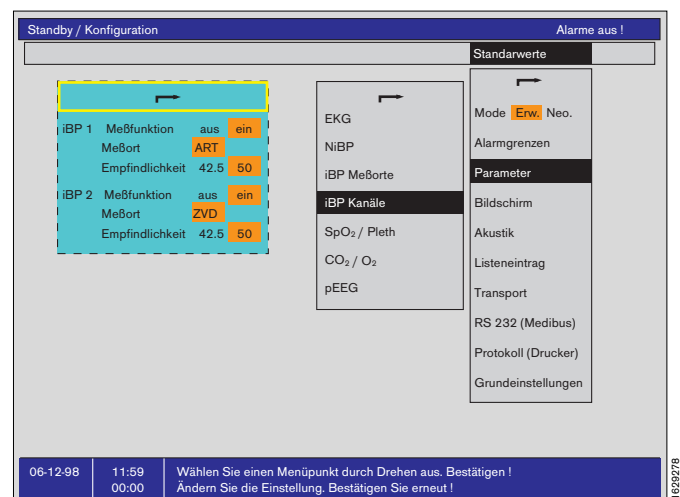 Standby / Konfiguration
Alarme aus !
Standarwerte
Mode Erw. Neo.
Alarmgrenzen
Parameter
Bildschirm
Akustik
Listeneintrag
Transport
RS 232 (Medibus)
Protokoll (Drucker)
Grundeinstellungen
EKG
NiBP
iBP Meßorte
iBP Kanäle
SpO₂ / Pleth
CO₂ / O₂
pEEG
iBP 1 Meßfunktion aus ein
Meßort ART
Empfindlichkeit 42.5 50
iBP 2 Meßfunktion aus ein
Meßort ZVD
Empfindlichkeit 42.5 50
06-12-98
11:59
00:00
Wählen Sie einen Menüpunkt durch Drehen aus. Bestätigen !
Ändern Sie die Einstellung. Bestätigen Sie erneut !
629278